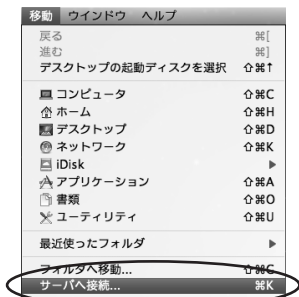 移動 ウインドウ ヘルプ
戻る ⌘[
進む ⌘]
デスクトップの起動ディスクを選択 ⇧⌘↑
コンピュータ ⇧⌘C
ホーム ⇧⌘H
デスクトップ ⇧⌘D
ネットワーク ⇧⌘K
iDisk ▶
アプリケーション ⇧⌘A
書類 ⇧⌘O
ユーティリティ ⇧⌘U
最近使ったフォルダ ▶
フォルダへ移動... ⇧⌘G
サーバへ接続... ⌘K